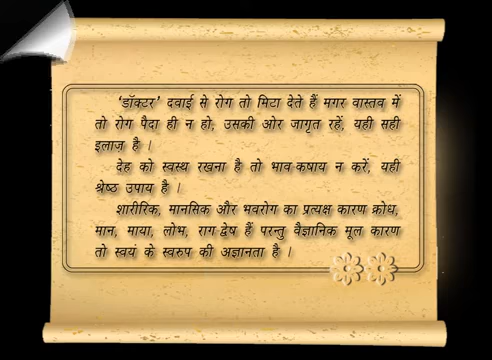 ‘डॉक्टर’ दवाई से रोग तो मिटा देते हैं मगर वास्तव में
तो रोग पैदा ही न हो, उसकी ओर जागृत रहें, यही सही
इलाज़ है ।
देह को स्वस्थ रखना है तो भाव कषाय न करें, यही
श्रेष्ठ उपाय है ।
शारीरिक, मानसिक और भवरोग का प्रत्यक्ष कारण क्रोध,
मान, माया, लोभ, राग द्वेष हैं परन्तु वैज्ञानिक मूल कारण
तो स्वयं के स्वरुप की अज्ञानता है ।